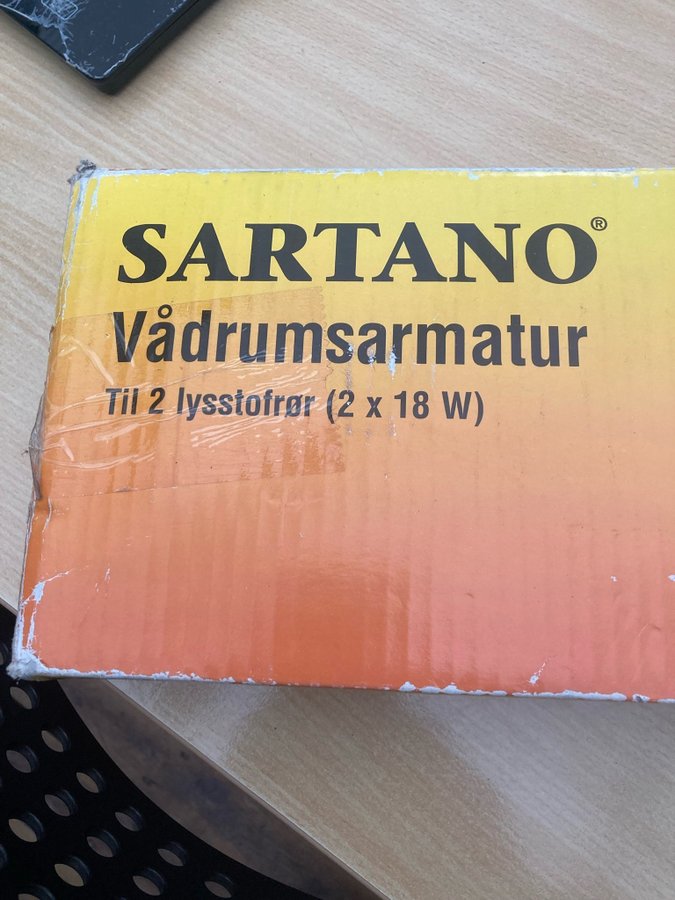 SARTANO®
Vådrumsarmatur
Til 2 lysstofrør (2 x 18 W)